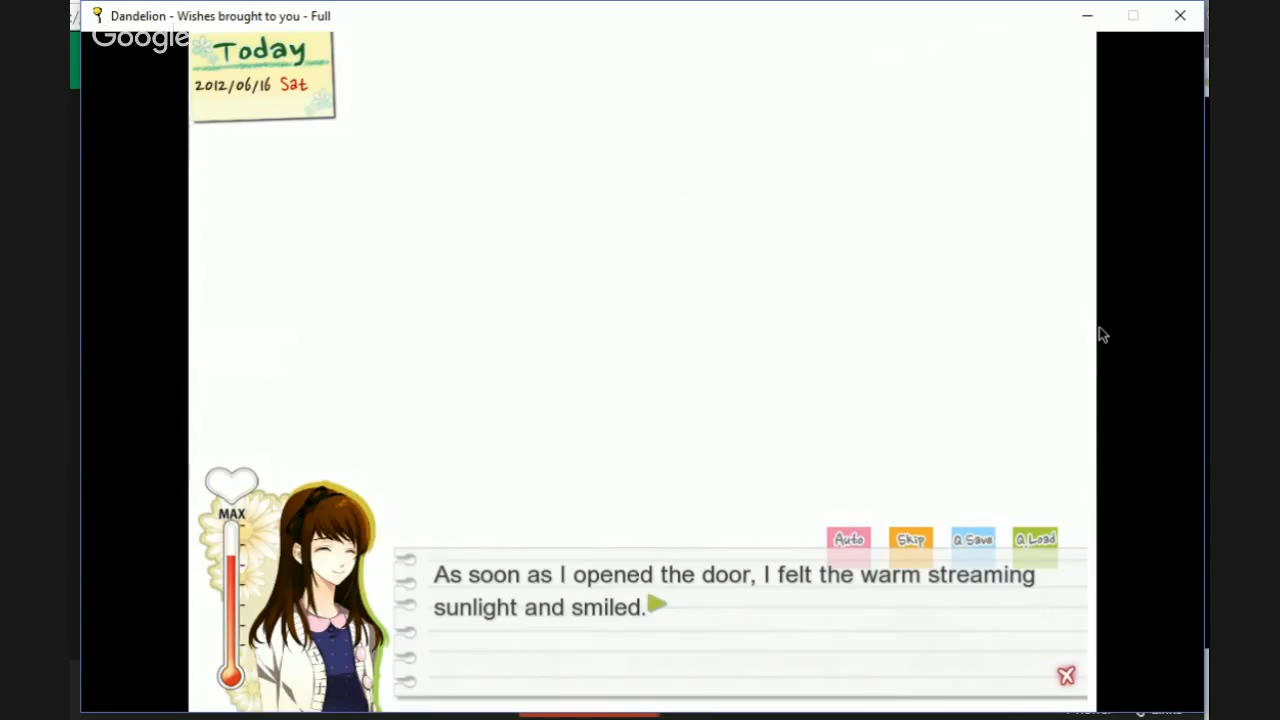 Dandelion - Wishes brought to you - Full
Google
Today
2012/06/16 Sat
MAX
Auto
Skip
Q.Save
Q.Load
As soon as I opened the door, I felt the warm streaming
sunlight and smiled.